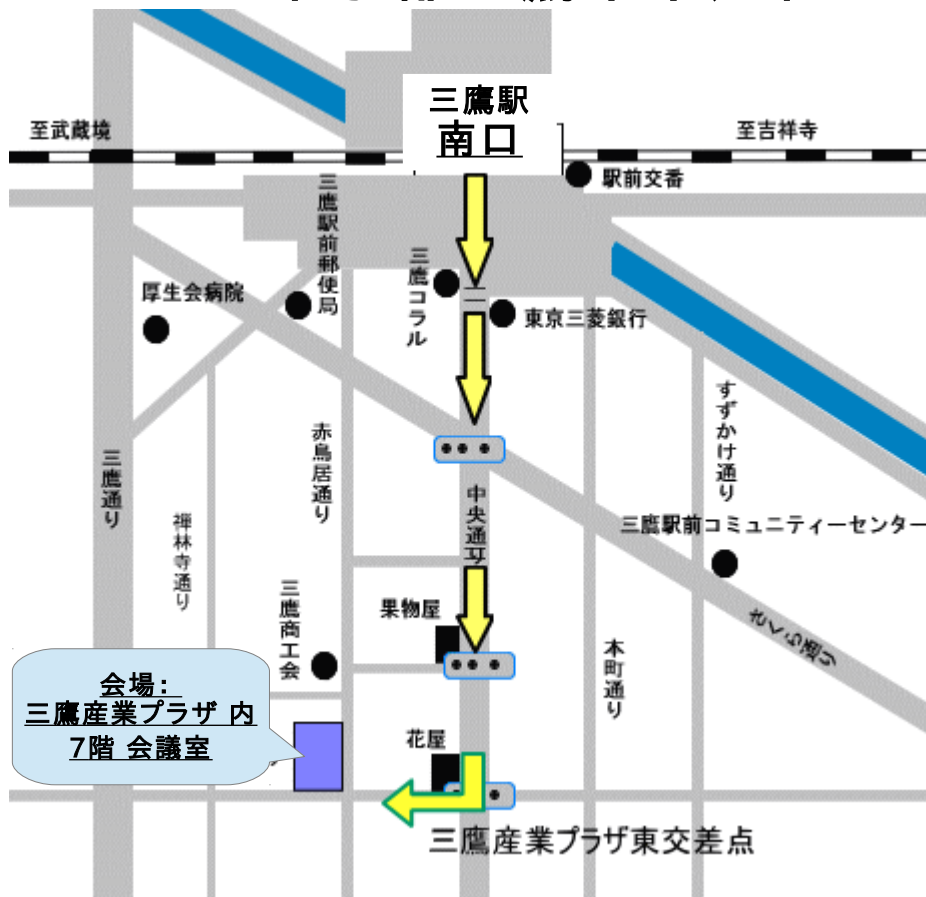 三鷹駅
南口
至武蔵境
至吉祥寺
駅前交番
三鷹駅前郵便局
三鷹コラル
厚生会病院
東京三菱銀行
すずかけ通り
赤鳥居通り
三鷹通り
中央通り
禅林寺通り
三鷹駅前コミュニティーセンター
三鷹商工会
果物屋
さくら通り
本町通り
会場：
三鷹産業プラザ 内
7階 会議室
花屋
三鷹産業プラザ東交差点